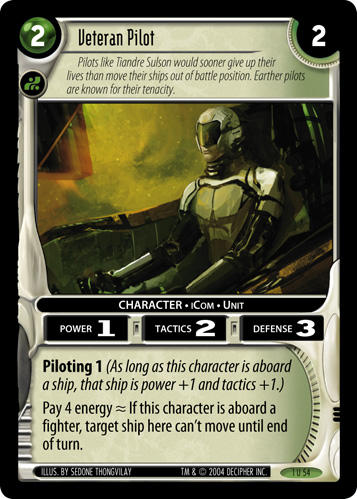 2
Veteran Pilot
2
Pilots like Tiandre Sulson would sooner give up their
lives than move their ships out of battle position. Earther pilots
are known for their tenacity.
CHARACTER • ICOM • UNIT
POWER 1 TACTICS 2 DEFENSE 3
Piloting 1 (As long as this character is aboard
a ship, that ship is power +1 and tactics +1.)
Pay 4 energy ≈ If this character is aboard a
fighter, target ship here can't move until end
of turn.
ILLUS. BY SEDONE THONGVILAY TM & © 2004 DECIPHER INC. 1 U 54